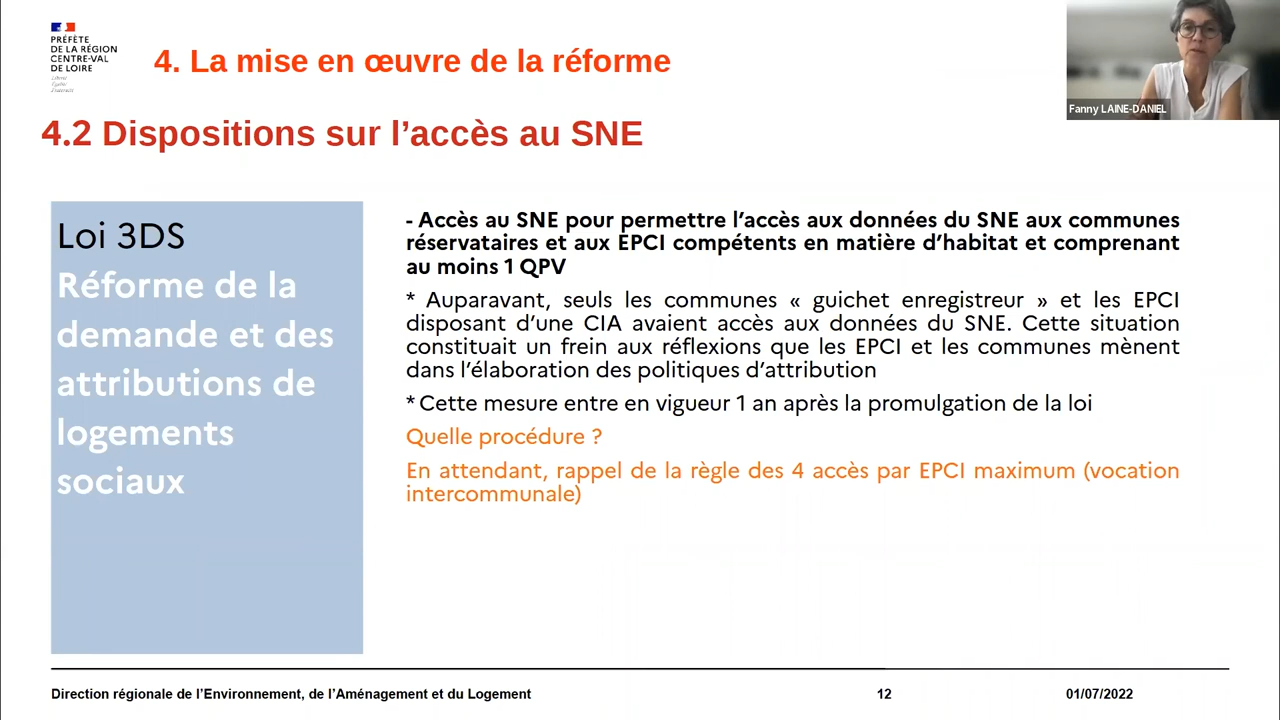 PRÉFÈTE
DE LA RÉGION
CENTRE-VAL
DE LOIRE
Liberté
Égalité
Fraternité
4. La mise en œuvre de la réforme
Fanny LAINE-DANIEL
4.2 Dispositions sur l’accès au SNE
Loi 3DS
Réforme de la
demande et des
attributions de
logements
sociaux
- Accès au SNE pour permettre l’accès aux données du SNE aux communes
réservataires et aux EPCI compétents en matière d’habitat et comprenant
au moins 1 QPV
* Auparavant, seuls les communes « guichet enregistreur » et les EPCI
disposant d’une CIA avaient accès aux données du SNE. Cette situation
constituait un frein aux réflexions que les EPCI et les communes mènent
dans l’élaboration des politiques d’attribution
* Cette mesure entre en vigueur 1 an après la promulgation de la loi
Quelle procédure ?
En attendant, rappel de la règle des 4 accès par EPCI maximum (vocation
intercommunale)
Direction régionale de l’Environnement, de l’Aménagement et du Logement
12
01/07/2022